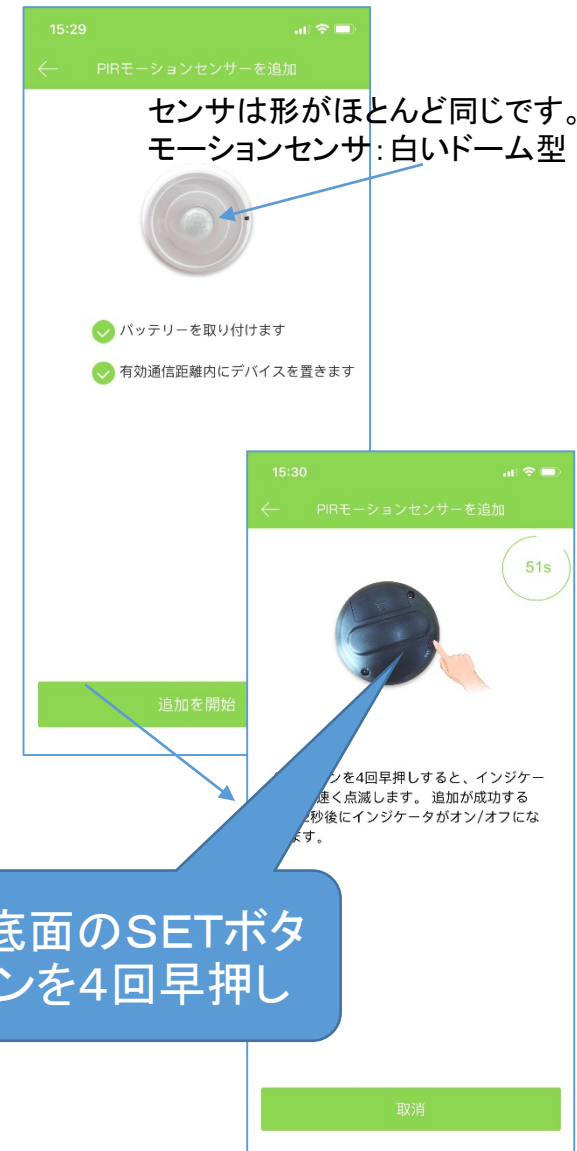 15:29
PIRモーションセンサーを追加
センサは形がほとんど同じです。
モーションセンサ：白いドーム型
バッテリーを取り付けます
有効通信距離内にデバイスを置きます
追加を開始
15:30
PIRモーションセンサーを追加
51s
ンを4回早押しすると、インジケー
速く点滅します。 追加が成功する
秒後にインジケータがオン/オフにな
ます。
底面のSETボタ
ンを4回早押し
取消